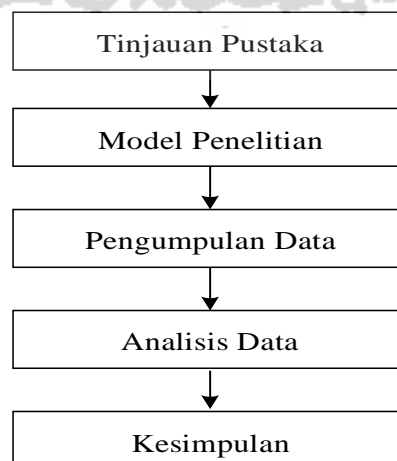 Tinjauan Pustaka
Model Penelitian
Pengumpulan Data
Analisis Data
Kesimpulan